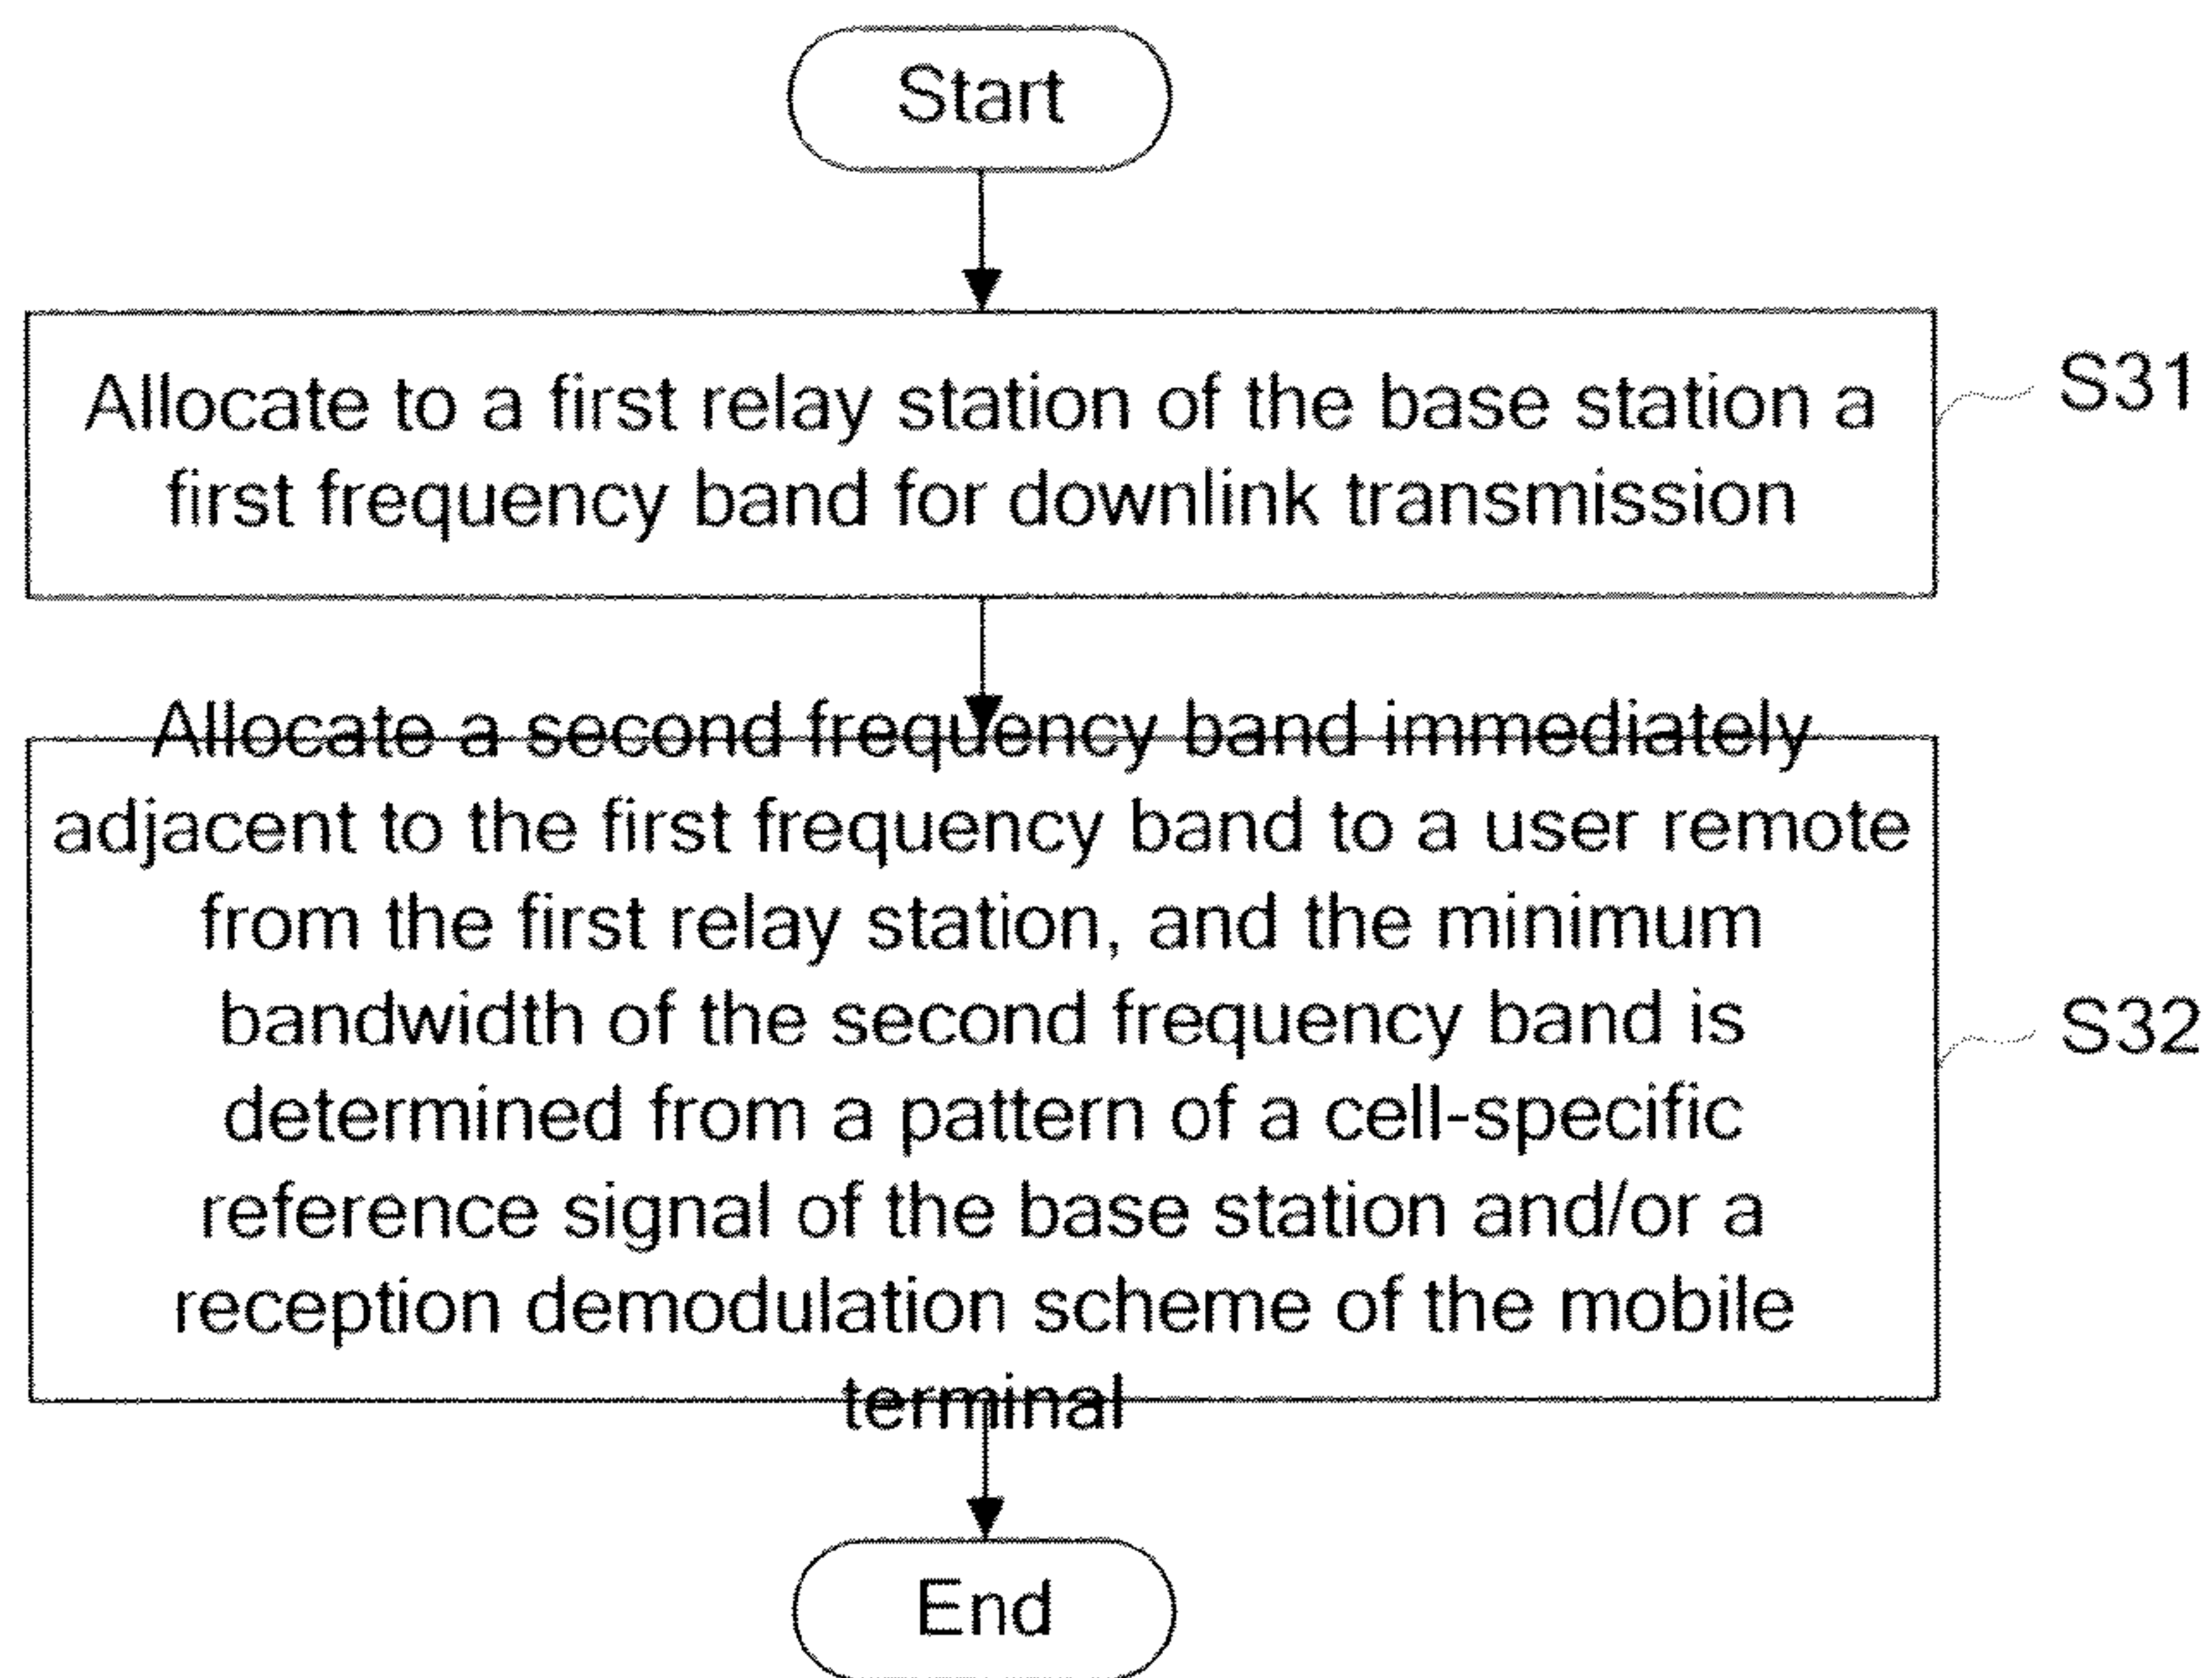 Start
Allocate to a first relay station of the base station a
first frequency band for downlink transmission
S31
Allocate a second frequency band immediately
adjacent to the first frequency band to a user remote
from the first relay station, and the minimum
bandwidth of the second frequency band is
determined from a pattern of a cell-specific
reference signal of the base station and/or a
reception demodulation scheme of the mobile
terminal
S32
End